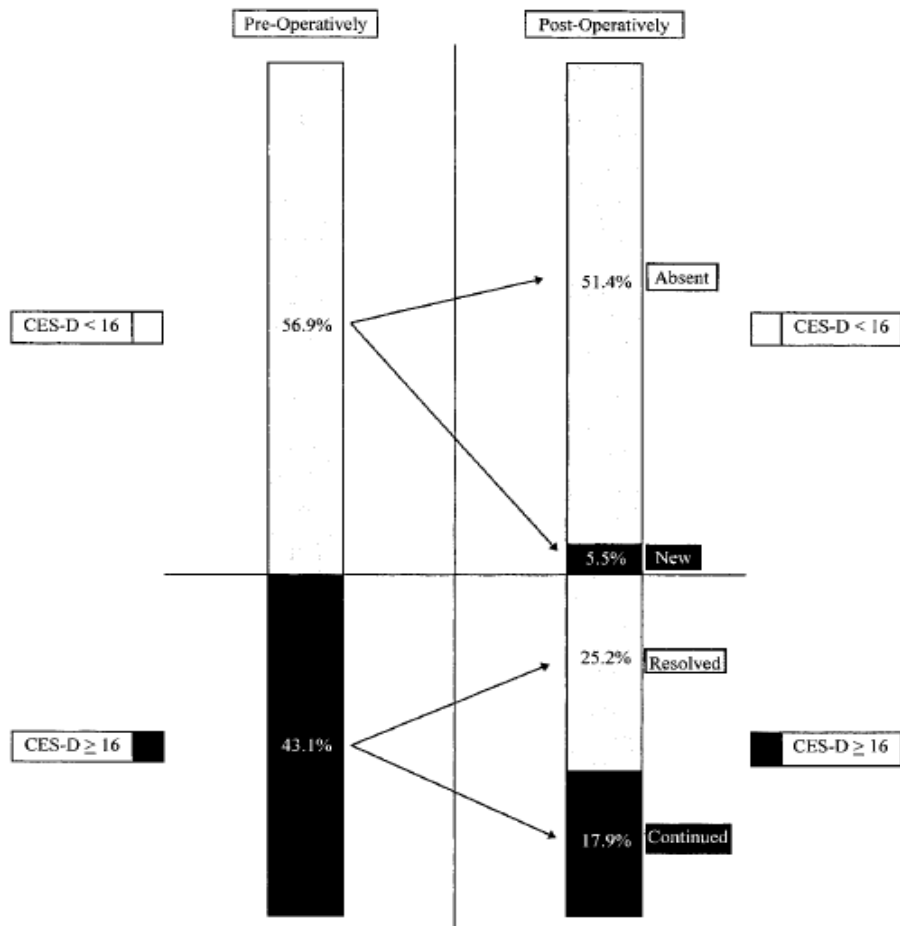 Pre-Operatively
Post-Operatively
51.4%
Absent
CES-D < 16
56.9%
CES-D < 16
5.5%
New
25.2%
Resolved
CES-D ≥ 16
43.1%
CES-D ≥ 16
17.9%
Continued